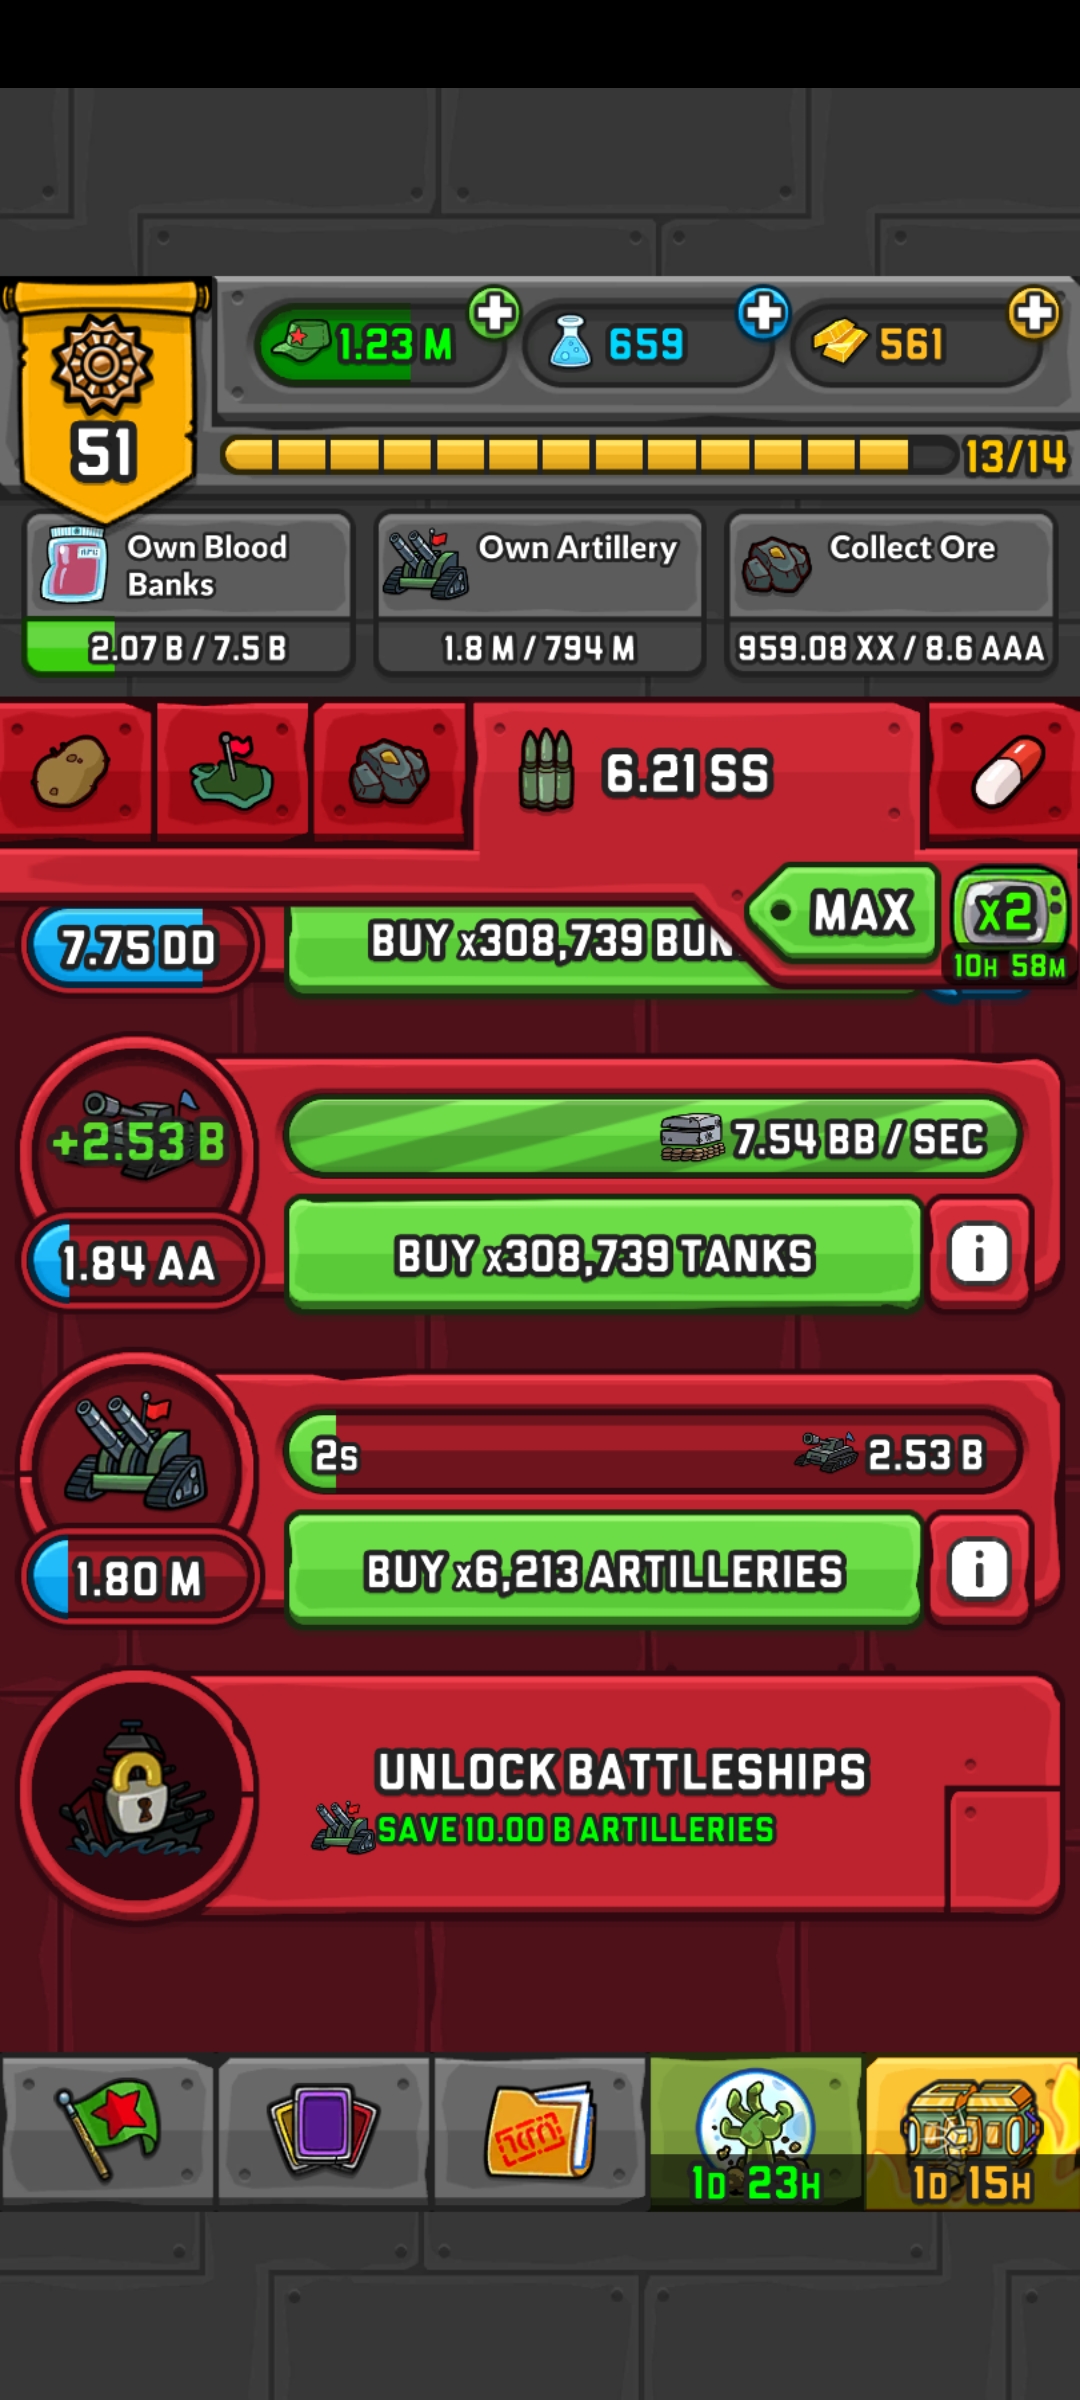 1.23 M
659
561
51
13/14
Own Blood
Banks
Own Artillery
Collect Ore
2.07 B / 7.5 B
1.8 M / 794 M
959.08 XX / 8.6 AAA
6.21 SS
MAX
x2
10H 58M
7.75 DD
BUY x308,739
+2.53 B
7.54 BB / SEC
1.84 AA
BUY x308,739 TANKS
i
2s
2.53 B
1.80 M
BUY x6,213 ARTILLERIES
i
UNLOCK BATTLESHIPS
SAVE 10.00 B ARTILLERIES
1D 23H
1D 15H